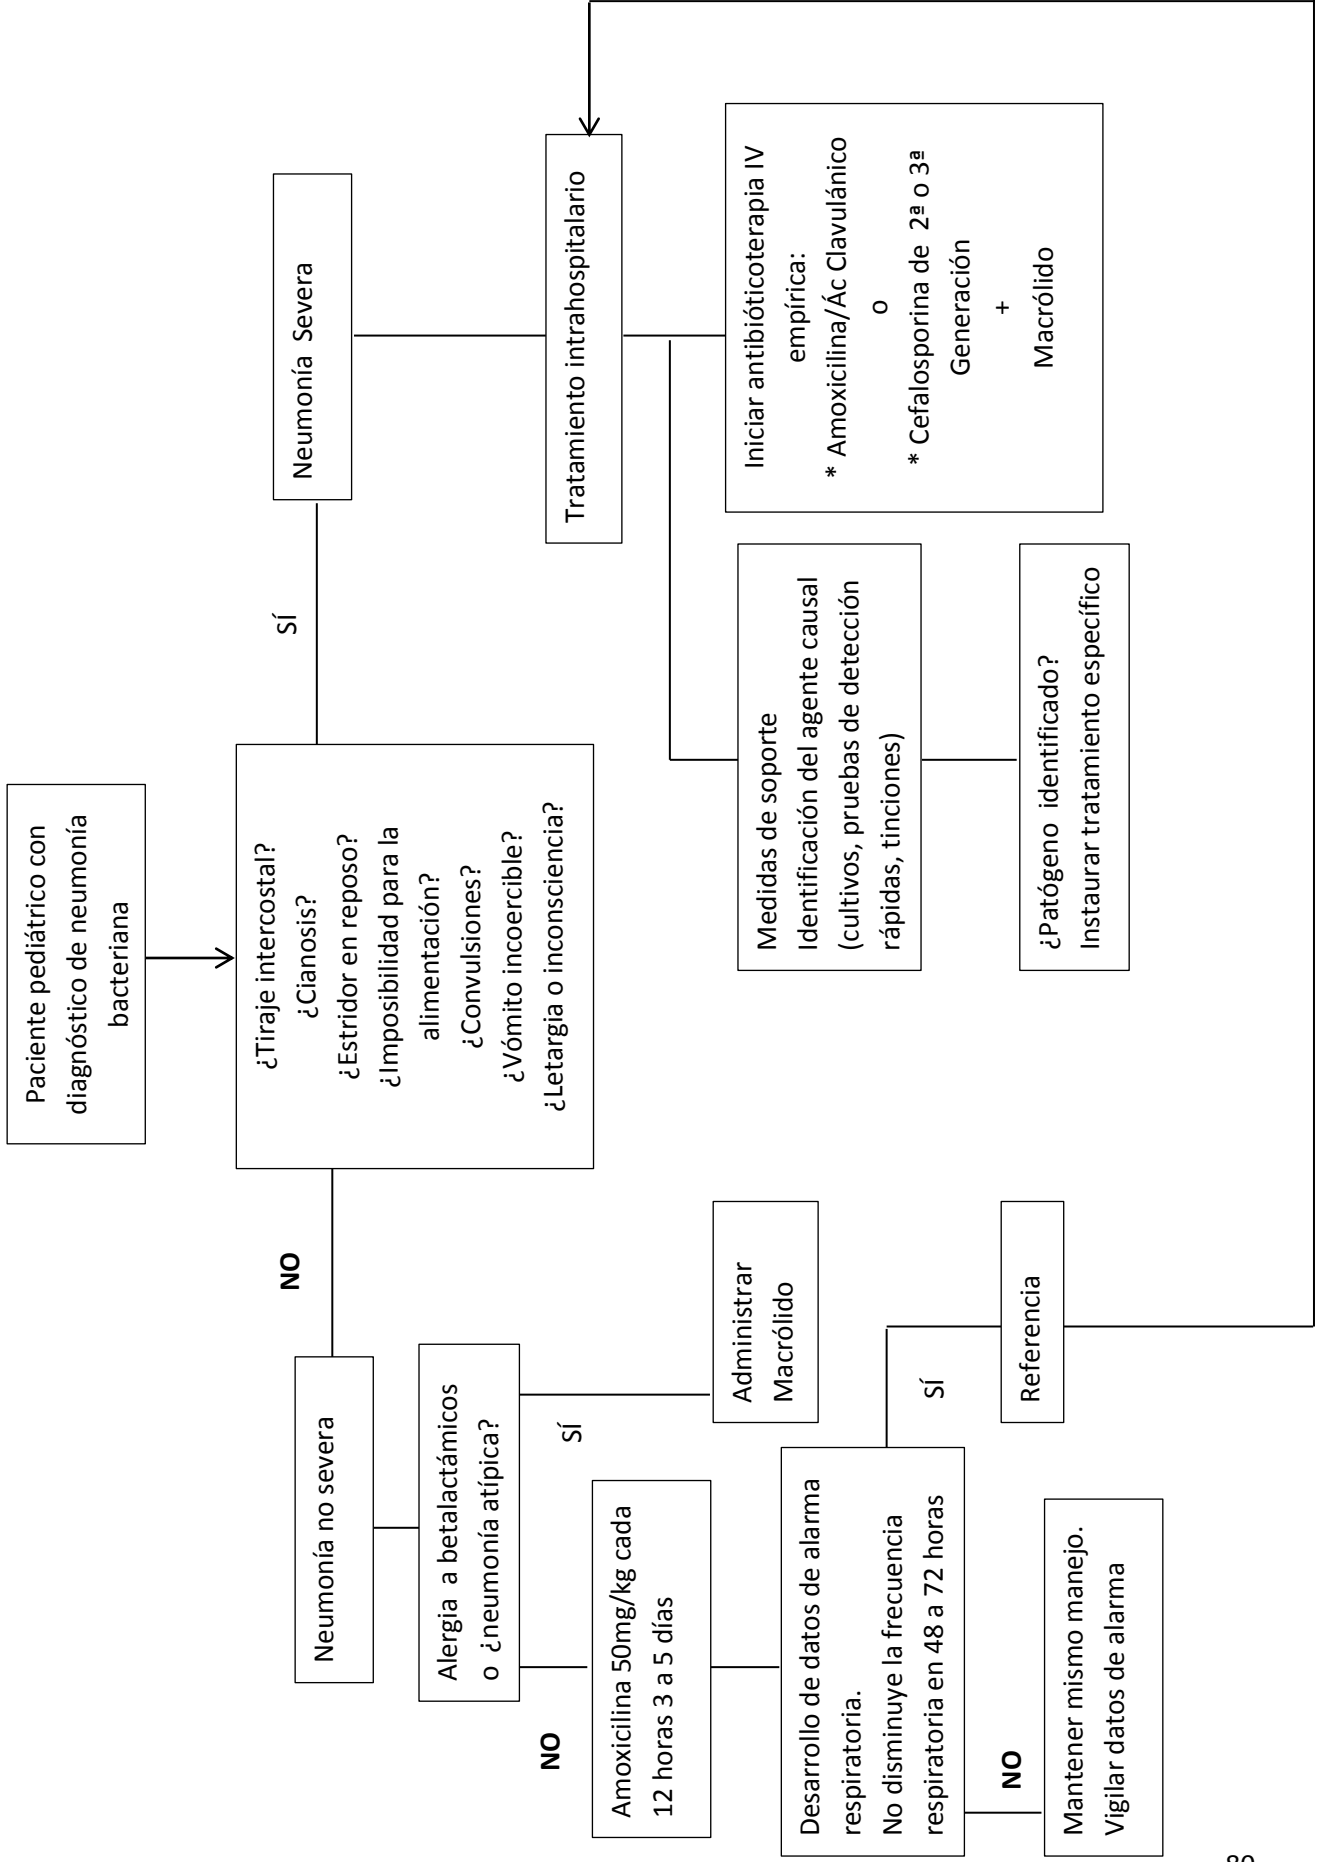 Paciente pediátrico con
diagnóstico de neumonía
bacteriana
¿Tiraje intercostal?
¿Cianosis?
¿Estridor en reposo?
¿Imposibilidad para la
alimentación?
¿Convulsiones?
¿Vómito incoercible?
¿Letargia o inconsciencia?
NO
SÍ
Neumonía no severa
Alergia a betalactámicos
o ¿neumonía atípica?
NO
SÍ
Amoxicilina 50mg/kg cada
12 horas 3 a 5 días
Administrar
Macrólido
Desarrollo de datos de alarma
respiratoria.
No disminuye la frecuencia
respiratoria en 48 a 72 horas
NO
SÍ
Mantener mismo manejo.
Vigilar datos de alarma
Referencia
Neumonía Severa
Tratamiento intrahospitalario
Medidas de soporte
Identificación del agente causal
(cultivos, pruebas de detección
rápidas, tinciones)
¿Patógeno identificado?
Instaurar tratamiento específico
Iniciar antibióticoterapia IV
empírica:
* Amoxicilina/Ác Clavulánico
o
* Cefalosporina de 2ª o 3ª
Generación
+
Macrólido